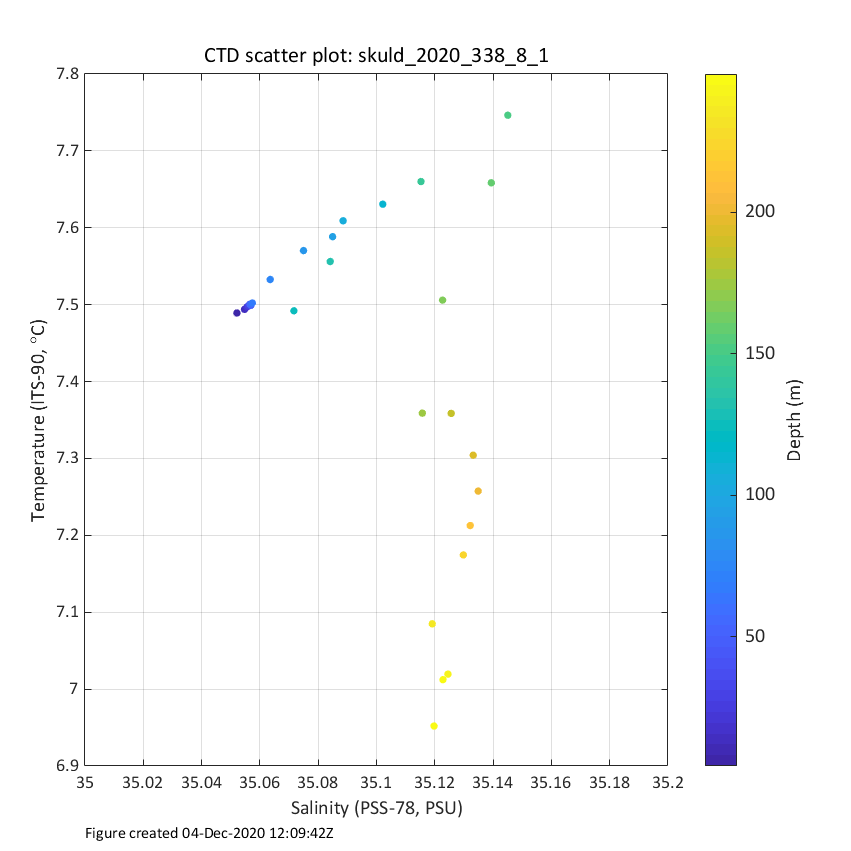 CTD scatter plot: skuld_2020_338_8_1
7.8
7.7
7.6
7.5
7.4
7.3
7.2
7.1
7
6.9
Temperature (ITS-90, °C)
35 35.02 35.04 35.06 35.08 35.1 35.12 35.14 35.16 35.18 35.2
Salinity (PSS-78, PSU)
200
150
100
50
Depth (m)
Figure created 04-Dec-2020 12:09:42Z